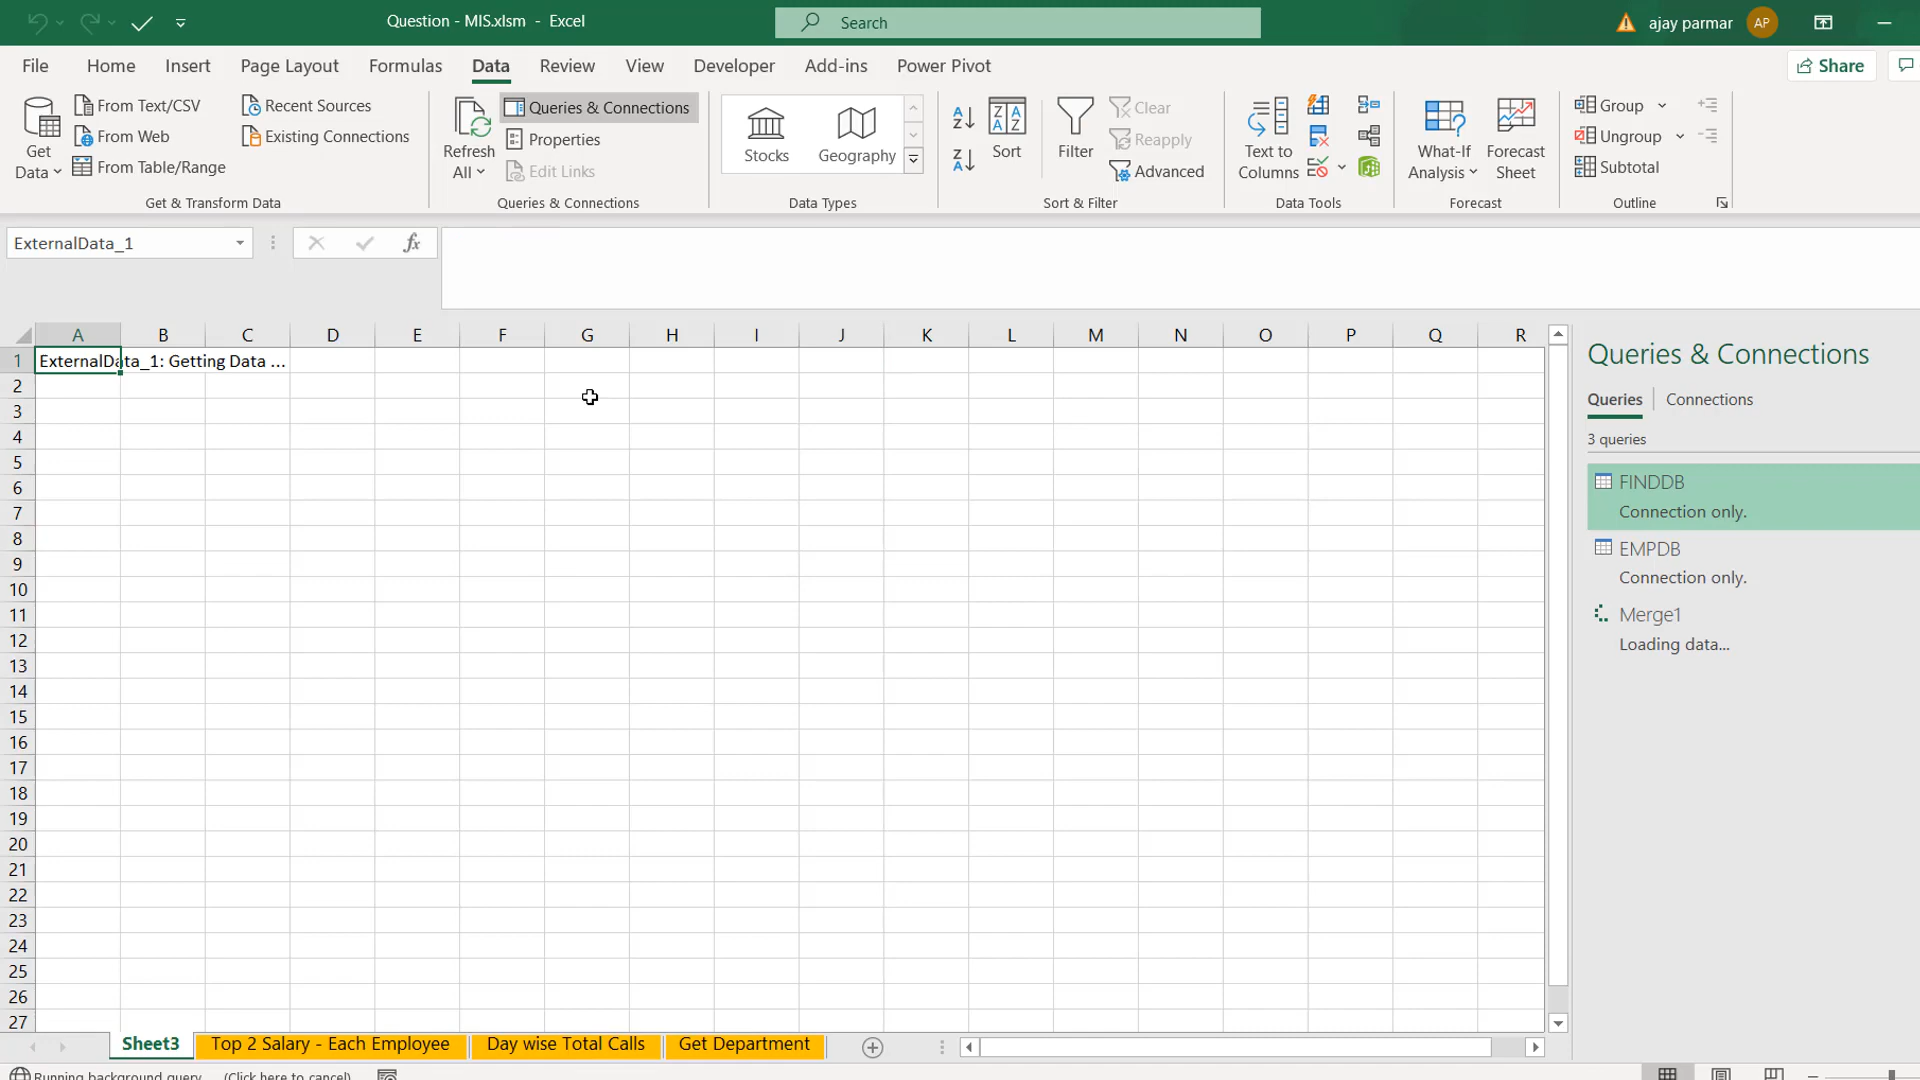 Question - MIS.xlsm - Excel
Search
ajay parmar
AP
File Home Insert Page Layout Formulas Data Review View Developer Add-ins Power Pivot
Share
Get Data
From Text/CSV
From Web
From Table/Range
Recent Sources
Existing Connections
Get & Transform Data
Refresh All
Queries & Connections
Properties
Edit Links
Queries & Connections
Stocks
Geography
Data Types
Sort
Filter
Clear
Reapply
Advanced
Sort & Filter
Text to Columns
Data Tools
What-If Analysis
Forecast Sheet
Forecast
Group
Ungroup
Subtotal
Outline
ExternalData_1
fx
A B C D E F G H I J K L M N O P Q R
1 ExternalData_1: Getting Data ...
2
3
4
5
6
7
8
9
10
11
12
13
14
15
16
17
18
19
20
21
22
23
24
25
26
27
Queries & Connections
Queries Connections
3 queries
FINDDB
Connection only.
EMPDB
Connection only.
Merge1
Loading data...
Sheet3 Top 2 Salary - Each Employee Day wise Total Calls Get Department
Running background query (Click here to cancel)